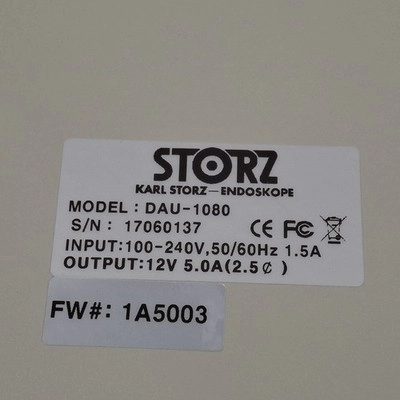 STORZ
KARL STORZ—ENDOSKOPE
MODEL: DAU-1080
S/N: 17060137
CE FC
INPUT:100-240V,50/60Hz 1.5A
OUTPUT:12V 5.0A(2.5¢)
FW#: 1A5003